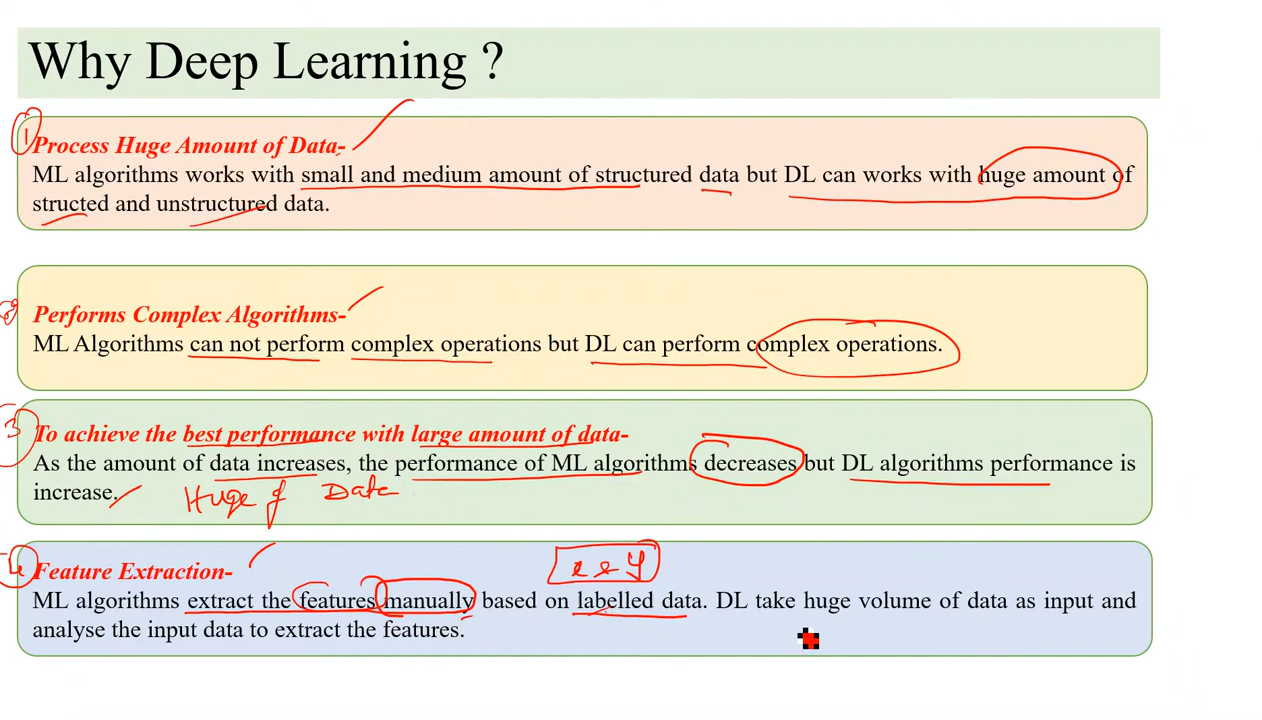 Why Deep Learning ?
1
Process Huge Amount of Data-
ML algorithms works with small and medium amount of structured data but DL can works with huge amount of
structed and unstructured data.
2
Performs Complex Algorithms-
ML Algorithms can not perform complex operations but DL can perform complex operations.
3
To achieve the best performance with large amount of data-
As the amount of data increases, the performance of ML algorithms decreases but DL algorithms performance is
increase.
Huge of Data
4
Feature Extraction-
x & y
ML algorithms extract the features manually based on labelled data. DL take huge volume of data as input and
analyse the input data to extract the features.